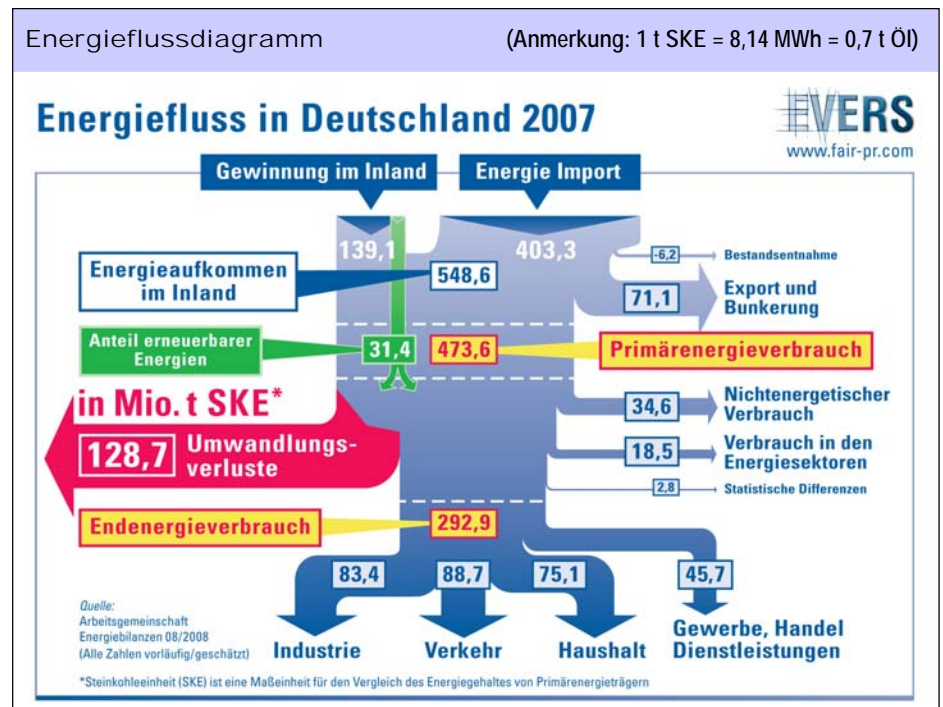 Energieflussdiagramm (Anmerkung: 1 t SKE = 8,14 MWh = 0,7 t Öl)
Energiefluss in Deutschland 2007
EVERS
www.fair-pr.com
Gewinnung im Inland
Energie Import
139,1
403,3
Energieaufkommen
im Inland
548,6
-6,2
Bestandsentnahme
71,1
Export und
Bunkerung
Anteil erneuerbarer
Energien
31,4
473,6
Primärenergieverbrauch
in Mio. t SKE*
128,7
Umwandlungs-
verluste
34,6
Nichtenergetischer
Verbrauch
18,5
Verbrauch in den
Energiesektoren
2,8
Statistische Differenzen
Endenergieverbrauch
292,9
83,4
88,7
75,1
45,7
Industrie
Verkehr
Haushalt
Gewerbe, Handel
Dienstleistungen
Quelle:
Arbeitsgemeinschaft
Energiebilanzen 08/2008
(Alle Zahlen vorläufig/geschätzt)
*Steinkohleeinheit (SKE) ist eine Maßeinheit für den Vergleich des Energiegehaltes von Primärenergieträgern